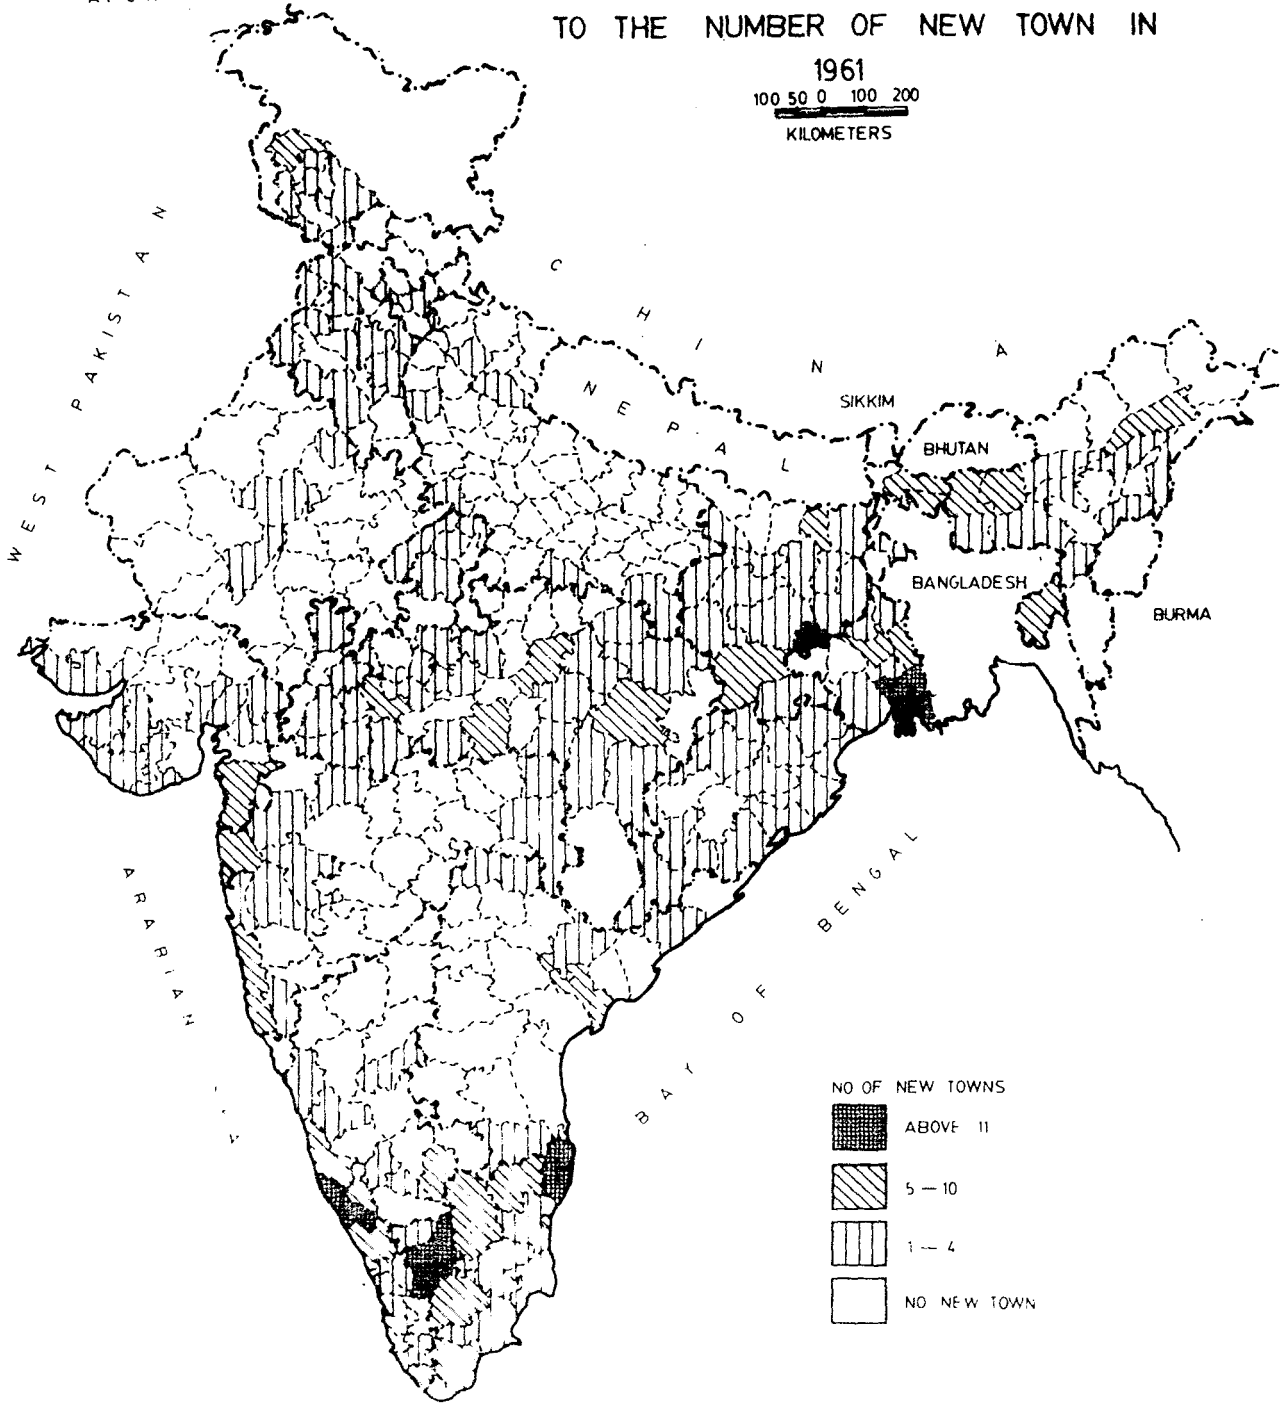 TO THE NUMBER OF NEW TOWN IN
1961
100 50 0 100 200
KILOMETERS
WEST PAKISTAN
CHINA
NEPAL
SIKKIM
BHUTAN
BANGLADESH
BURMA
ARABIAN
BAY OF BENGAL
NO OF NEW TOWNS
ABOVE 11
5 — 10
1 — 4
NO NEW TOWN